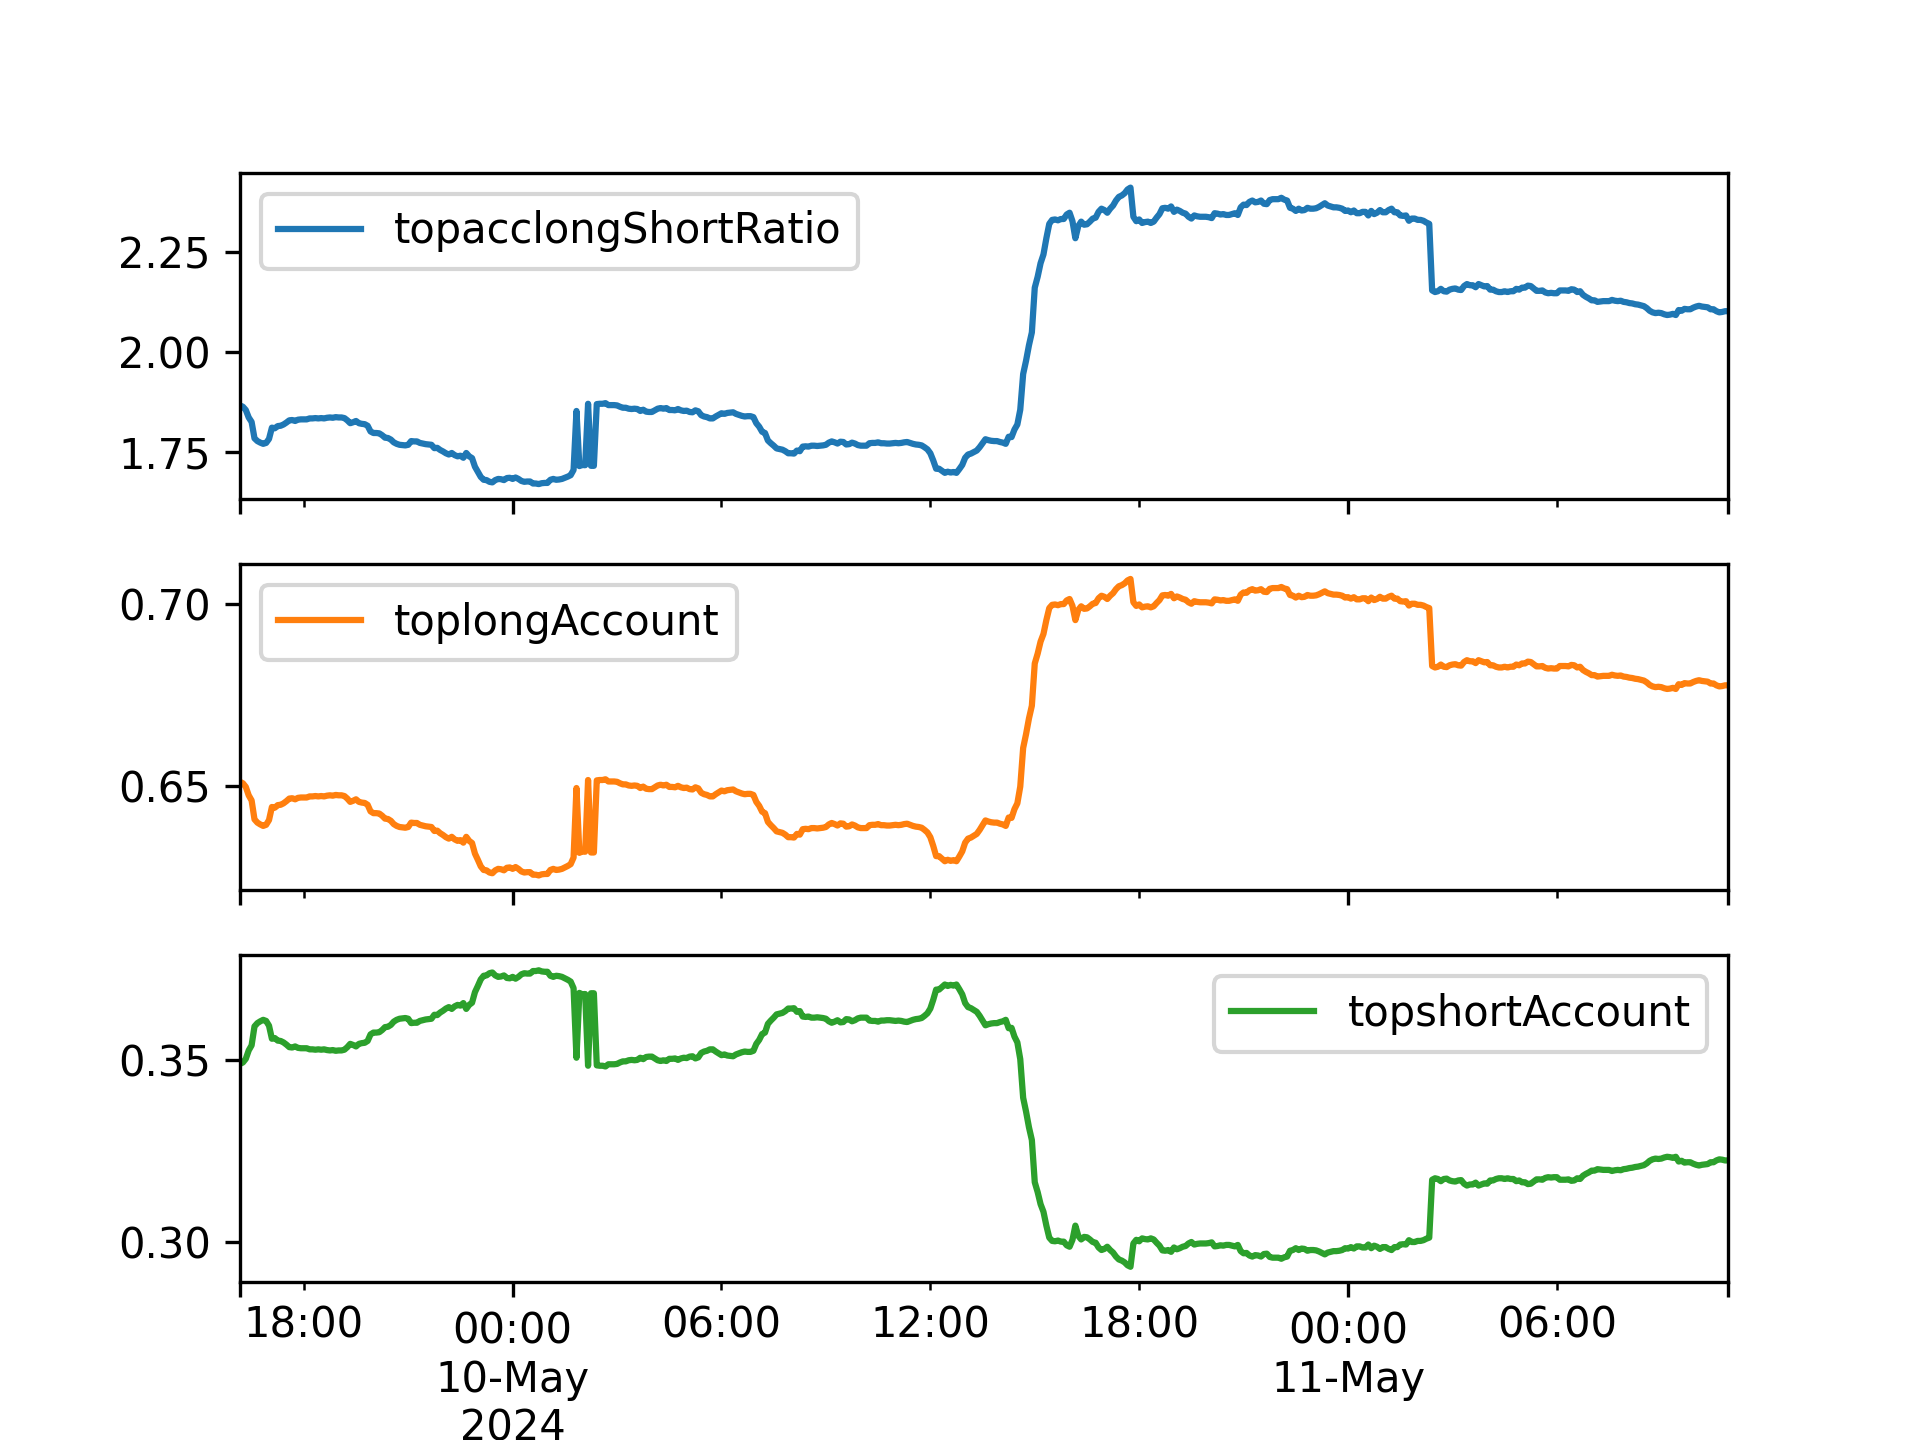 topacclongShortRatio
2.25
2.00
1.75
toplongAccount
0.70
0.65
topshortAccount
0.35
0.30
18:00 00:00 06:00 12:00 18:00 00:00 06:00
10-May 11-May
2024